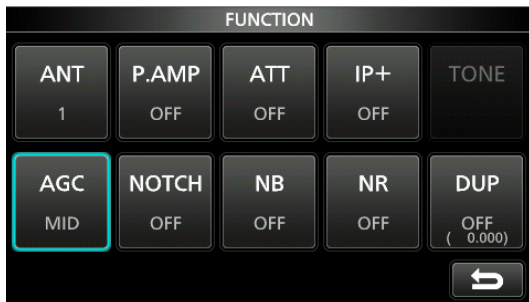 FUNCTION
ANT P.AMP ATT IP+ TONE
1 OFF OFF OFF
AGC NOTCH NB NR DUP
MID OFF OFF OFF OFF
( 0.000)